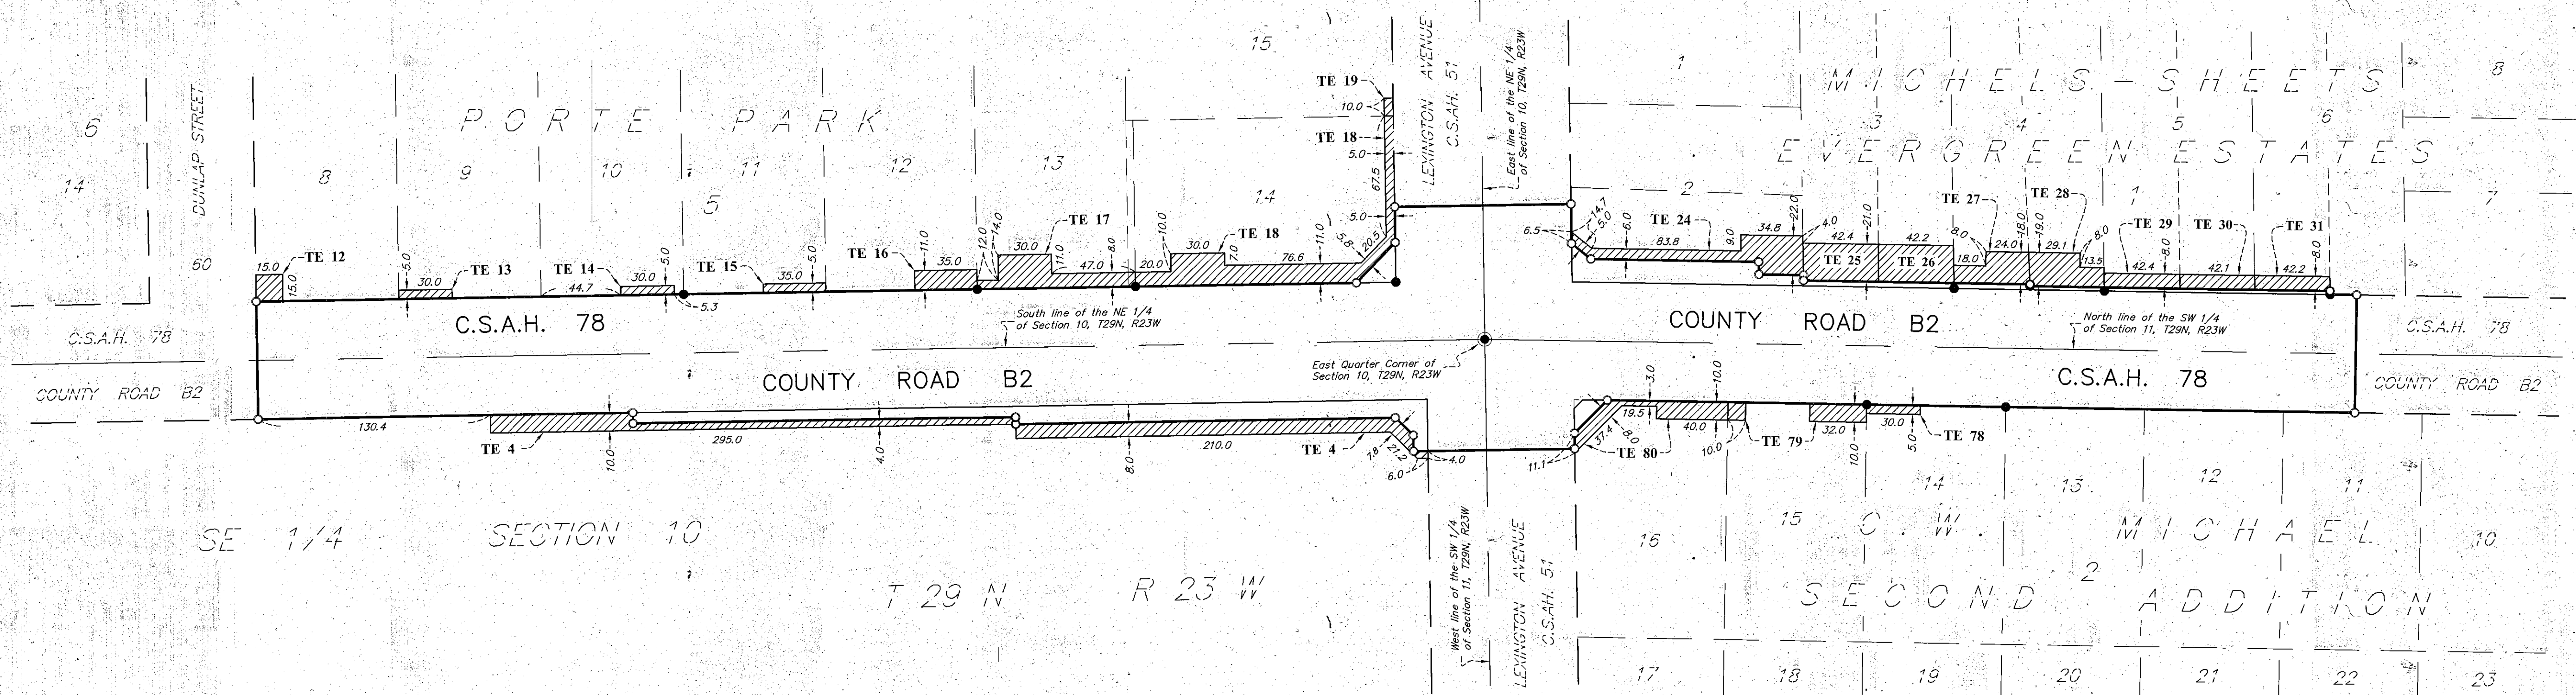 15
1
8
6
14
DUNLAP STREET
60
PORTE PARK
8
9
10
11
12
13
14
5
TE 19
10.0
TE 18
5.0
67.5
5.0
LEXINGTON AVENUE
C.S.A.H. 51
East line of the NE 1/4
of Section 10, T29N, R23W
MICHELS-SHEETS
EVERGREEN ESTATES
3
4
5
6
2
1
7
15.0
15.0
TE 12
5.0
30.0
TE 13
44.7
TE 14
30.0
5.0
5.3
TE 15
35.0
5.0
TE 16
11.0
35.0
12.0
14.0
30.0
TE 17
11.0
47.0
8.0
20.0
10.0
30.0
TE 18
7.0
76.6
11.0
5.8
20.5
6.5
14.7
5.0
6.0
TE 24
83.8
9.0
34.8
22.0
4.0
42.4
TE 25
21.0
42.2
TE 26
8.0
18.0
TE 27
24.0
18.0
19.0
TE 28
29.1
8.0
13.5
TE 29
42.4
8.0
TE 30
42.1
TE 31
42.2
8.0
C.S.A.H. 78
COUNTY ROAD B2
C.S.A.H. 78
South line of the NE 1/4
of Section 10, T29N, R23W
COUNTY ROAD B2
East Quarter Corner of
Section 10, T29N, R23W
COUNTY ROAD B2
North line of the SW 1/4
of Section 11, T29N, R23W
C.S.A.H. 78
C.S.A.H. 78
COUNTY ROAD B2
130.4
TE 4
10.0
295.0
4.0
8.0
210.0
TE 4
7.8
21.2
6.0
4.0
11.1
37.4
8.0
19.5
3.0
TE 80
40.0
10.0
10.0
TE 79
32.0
10.0
30.0
5.0
TE 78
SE 1/4 SECTION 10
T 29 N R 23 W
West line of the SW 1/4
of Section 11, T29N, R23W
LEXINGTON AVENUE
C.S.A.H. 51
16
15
14
13
12
11
10
C. W. MICHAEL
2
SECOND ADDITION
17
18
19
20
21
22
23